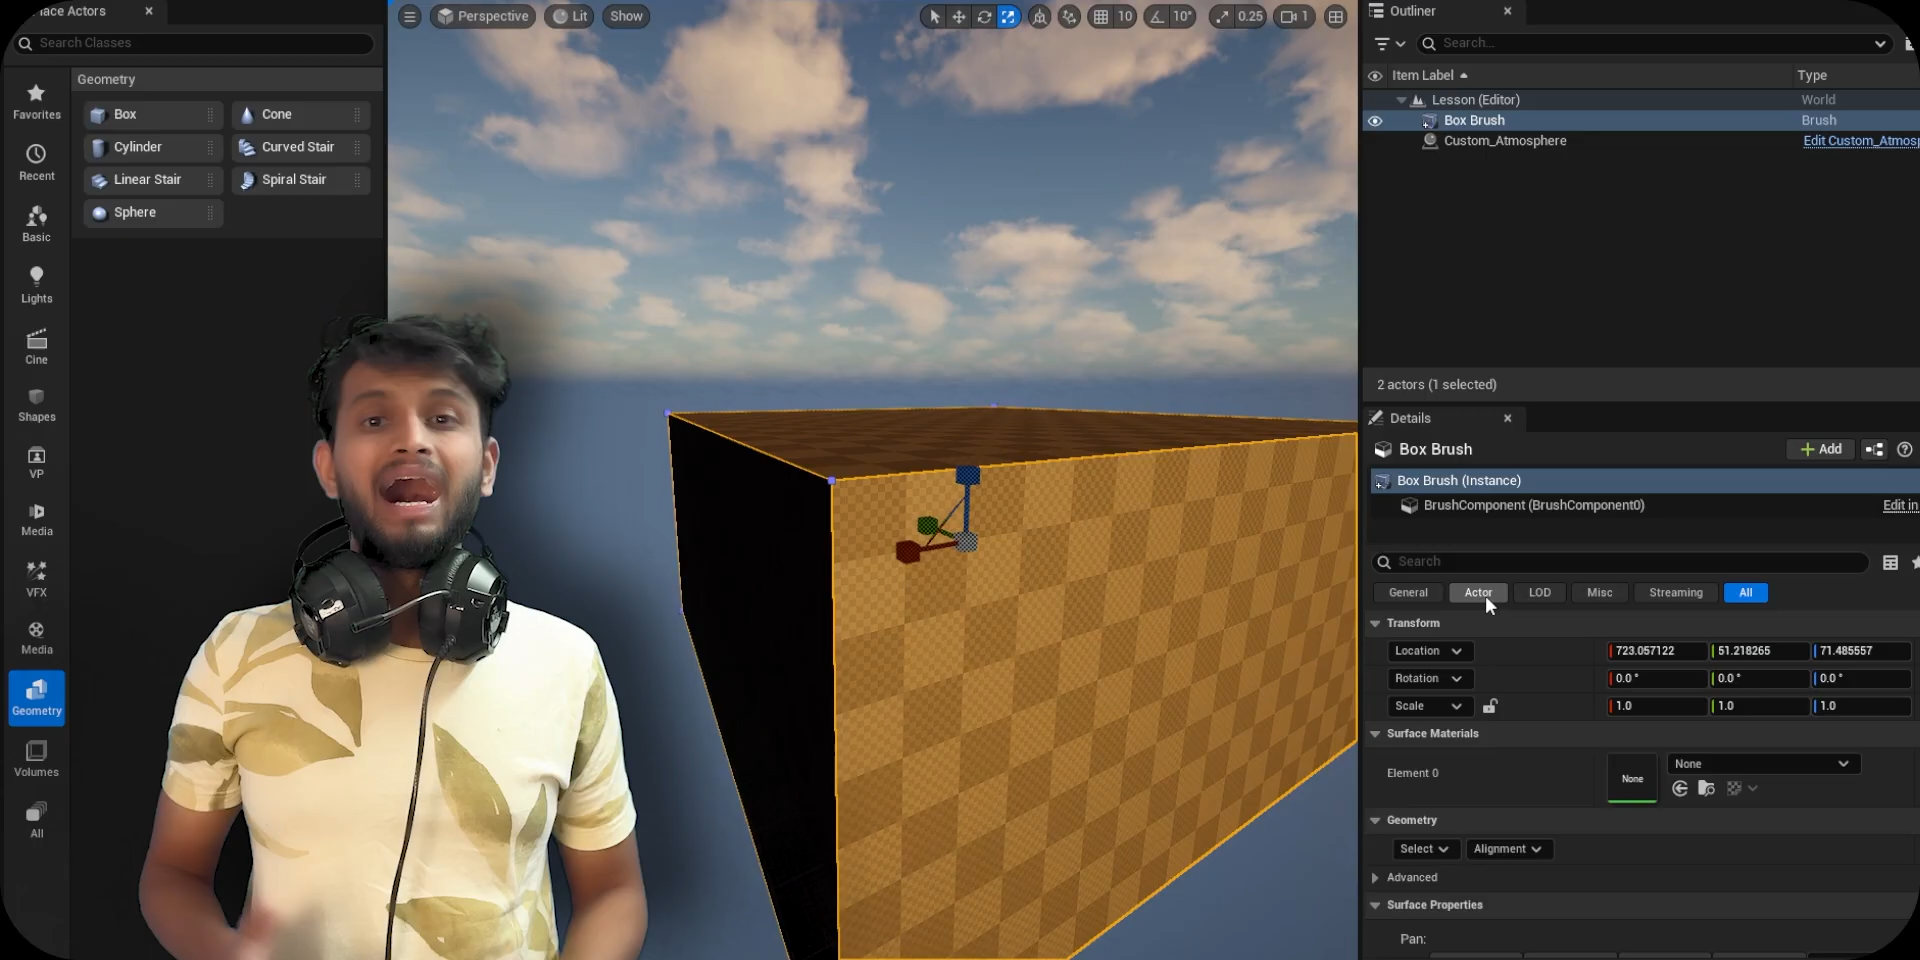 Place Actors
Search Classes
Geometry
Favorites
Recent
Basic
Lights
Cine
Shapes
VP
Media
VFX
Media
Geometry
Volumes
All
Box
Cone
Cylinder
Curved Stair
Linear Stair
Spiral Stair
Sphere
Perspective
Lit
Show
10
10°
0.25
1
Outliner
Search...
Item Label
Type
Lesson (Editor)
World
Box Brush
Brush
Custom_Atmosphere
Edit Custom_Atmosp
2 actors (1 selected)
Details
Box Brush
+ Add
Box Brush (Instance)
BrushComponent (BrushComponent0)
Edit in
Search
General
Actor
LOD
Misc
Streaming
All
Transform
Location
723.057122
51.218265
71.485557
Rotation
0.0 °
0.0 °
0.0 °
Scale
1.0
1.0
1.0
Surface Materials
Element 0
None
None
Geometry
Select
Alignment
Advanced
Surface Properties
Pan: